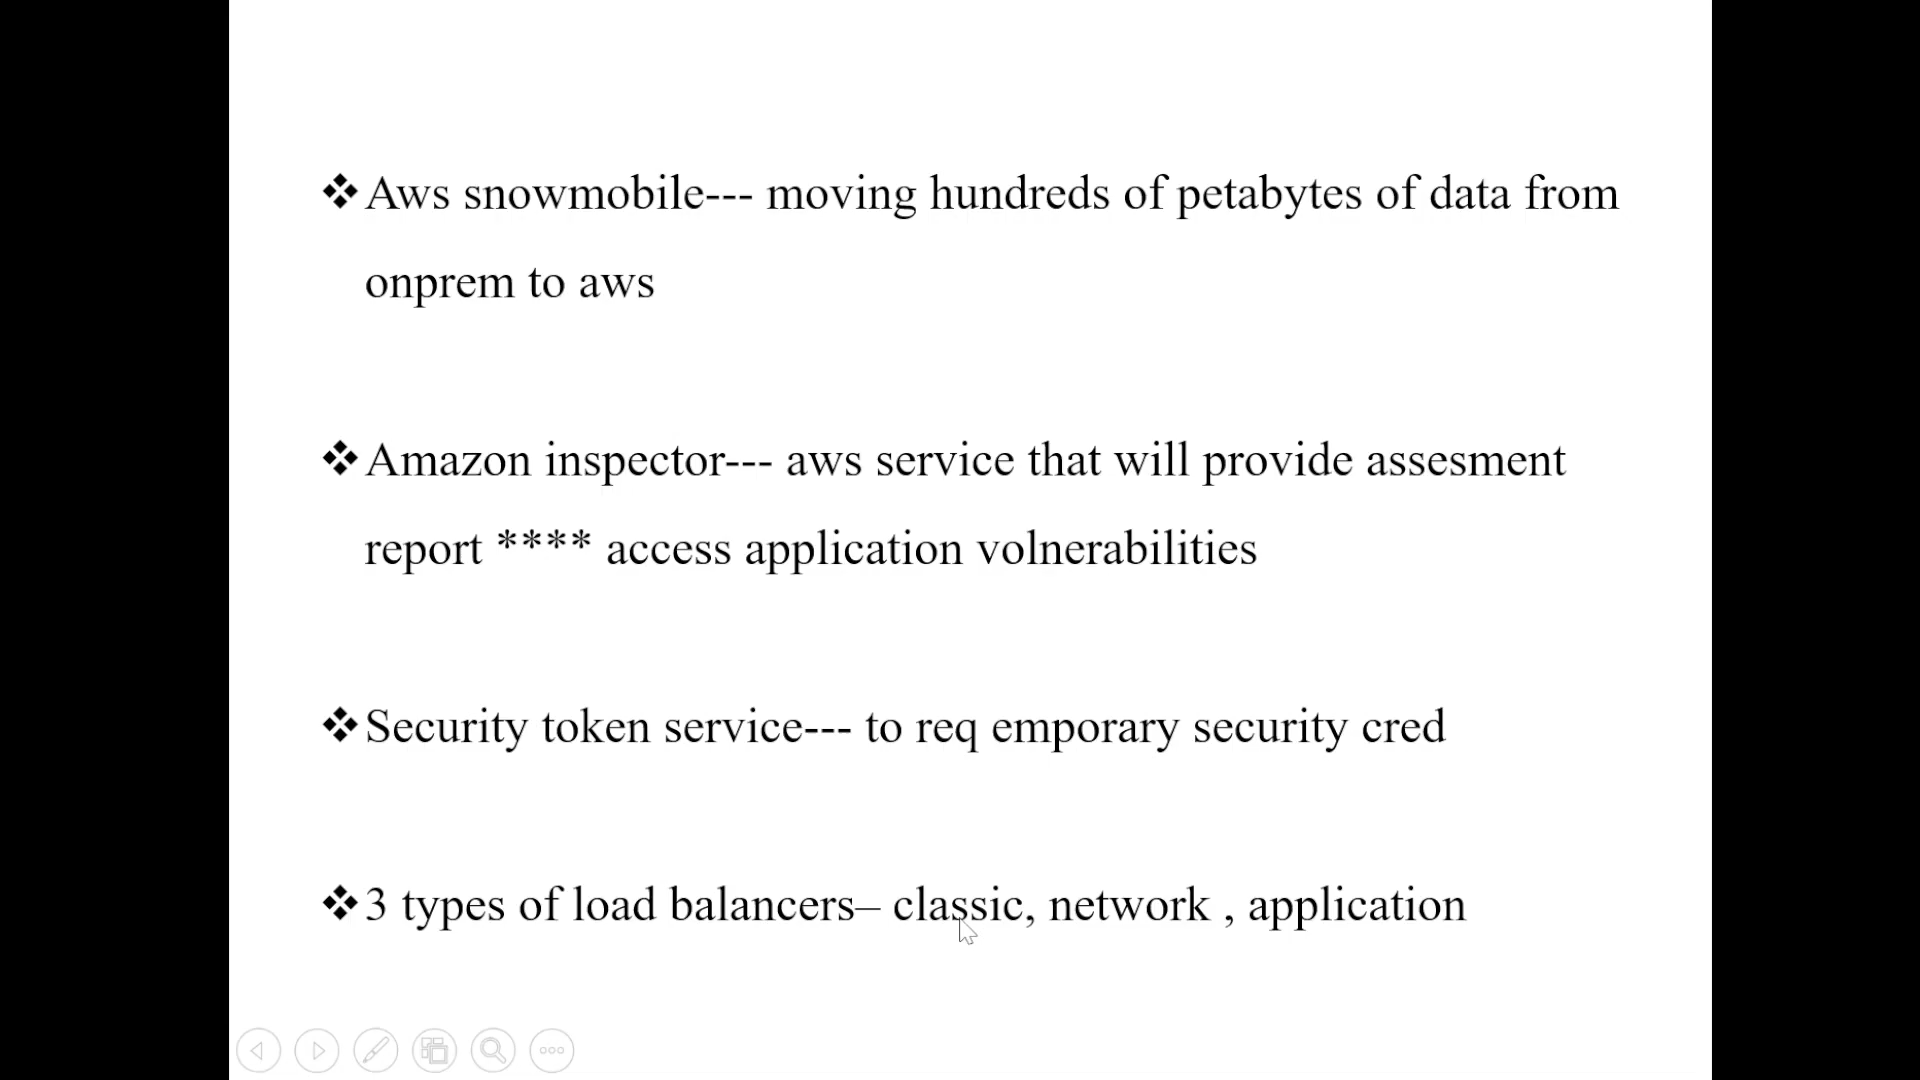 ❖Aws snowmobile--- moving hundreds of petabytes of data from
onprem to aws
❖Amazon inspector--- aws service that will provide assesment
report **** access application volnerabilities
❖Security token service--- to req emporary security cred
❖3 types of load balancers– classic, network , application